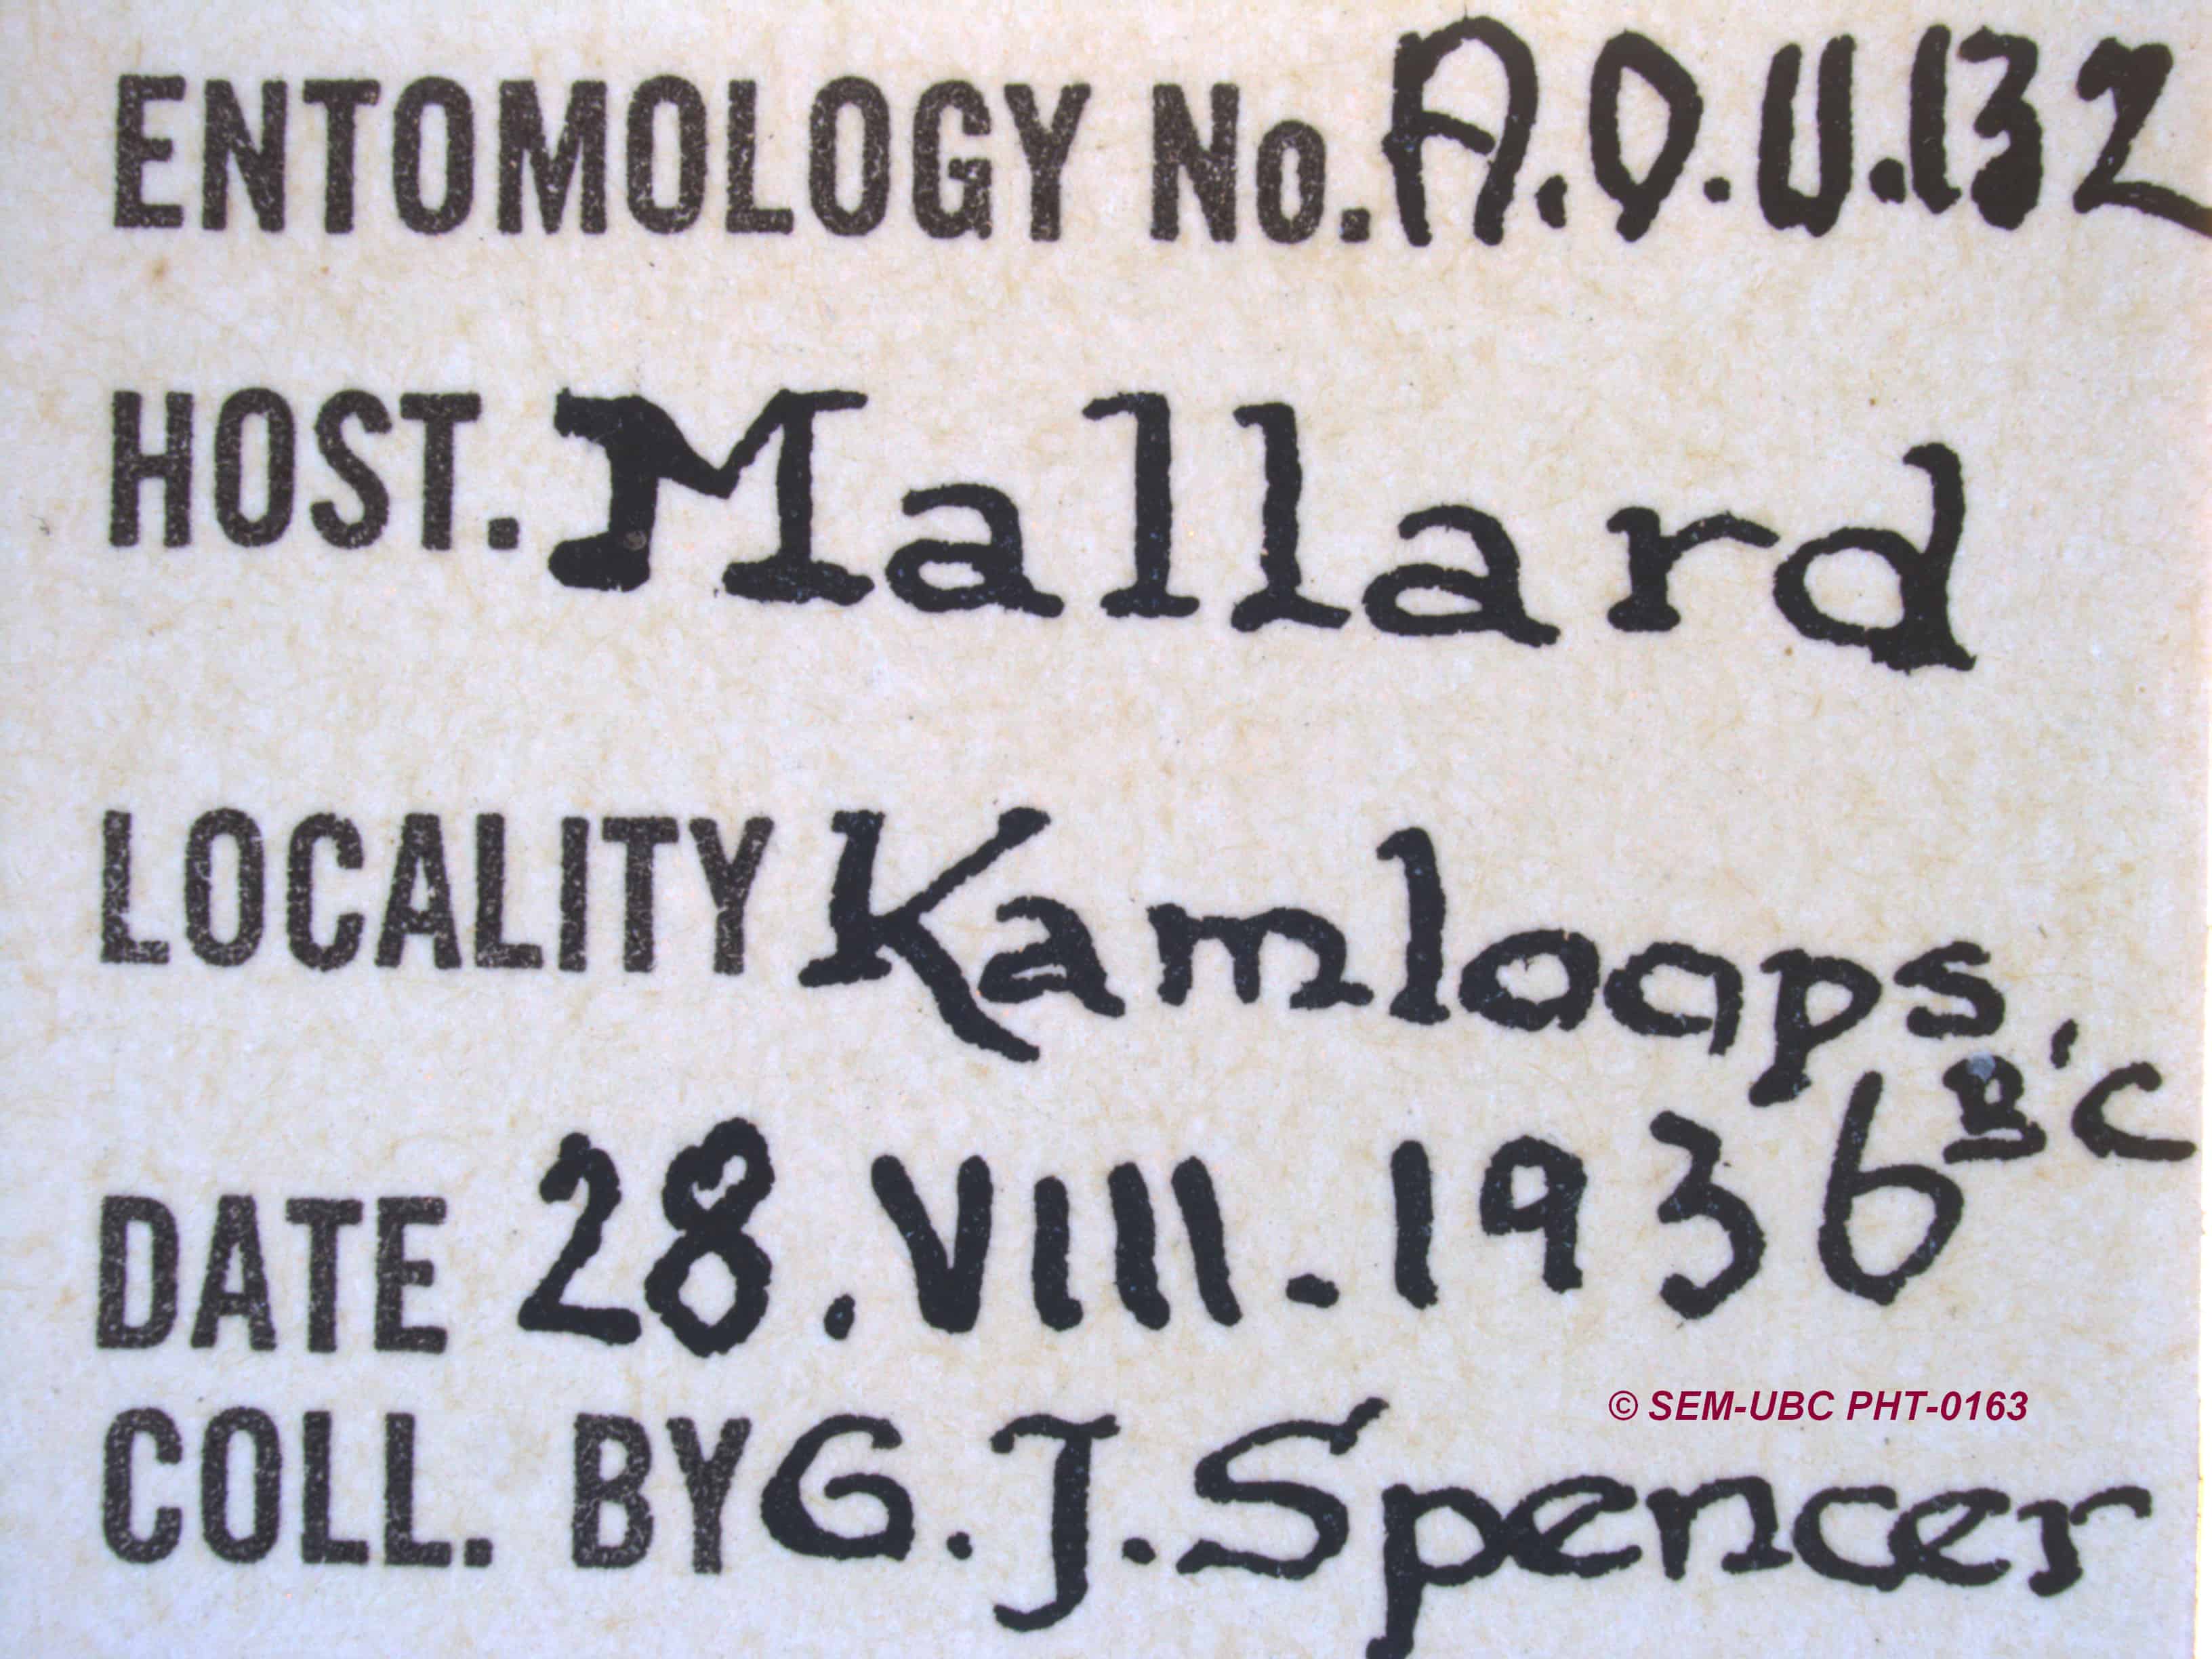 ENTOMOLOGY No. A.O.U.132
HOST. Mallard
LOCALITY Kamloops,
B.C
DATE 28.VIII.-1936
© SEM-UBC PHT-0163
COLL. BY G.J.Spencer